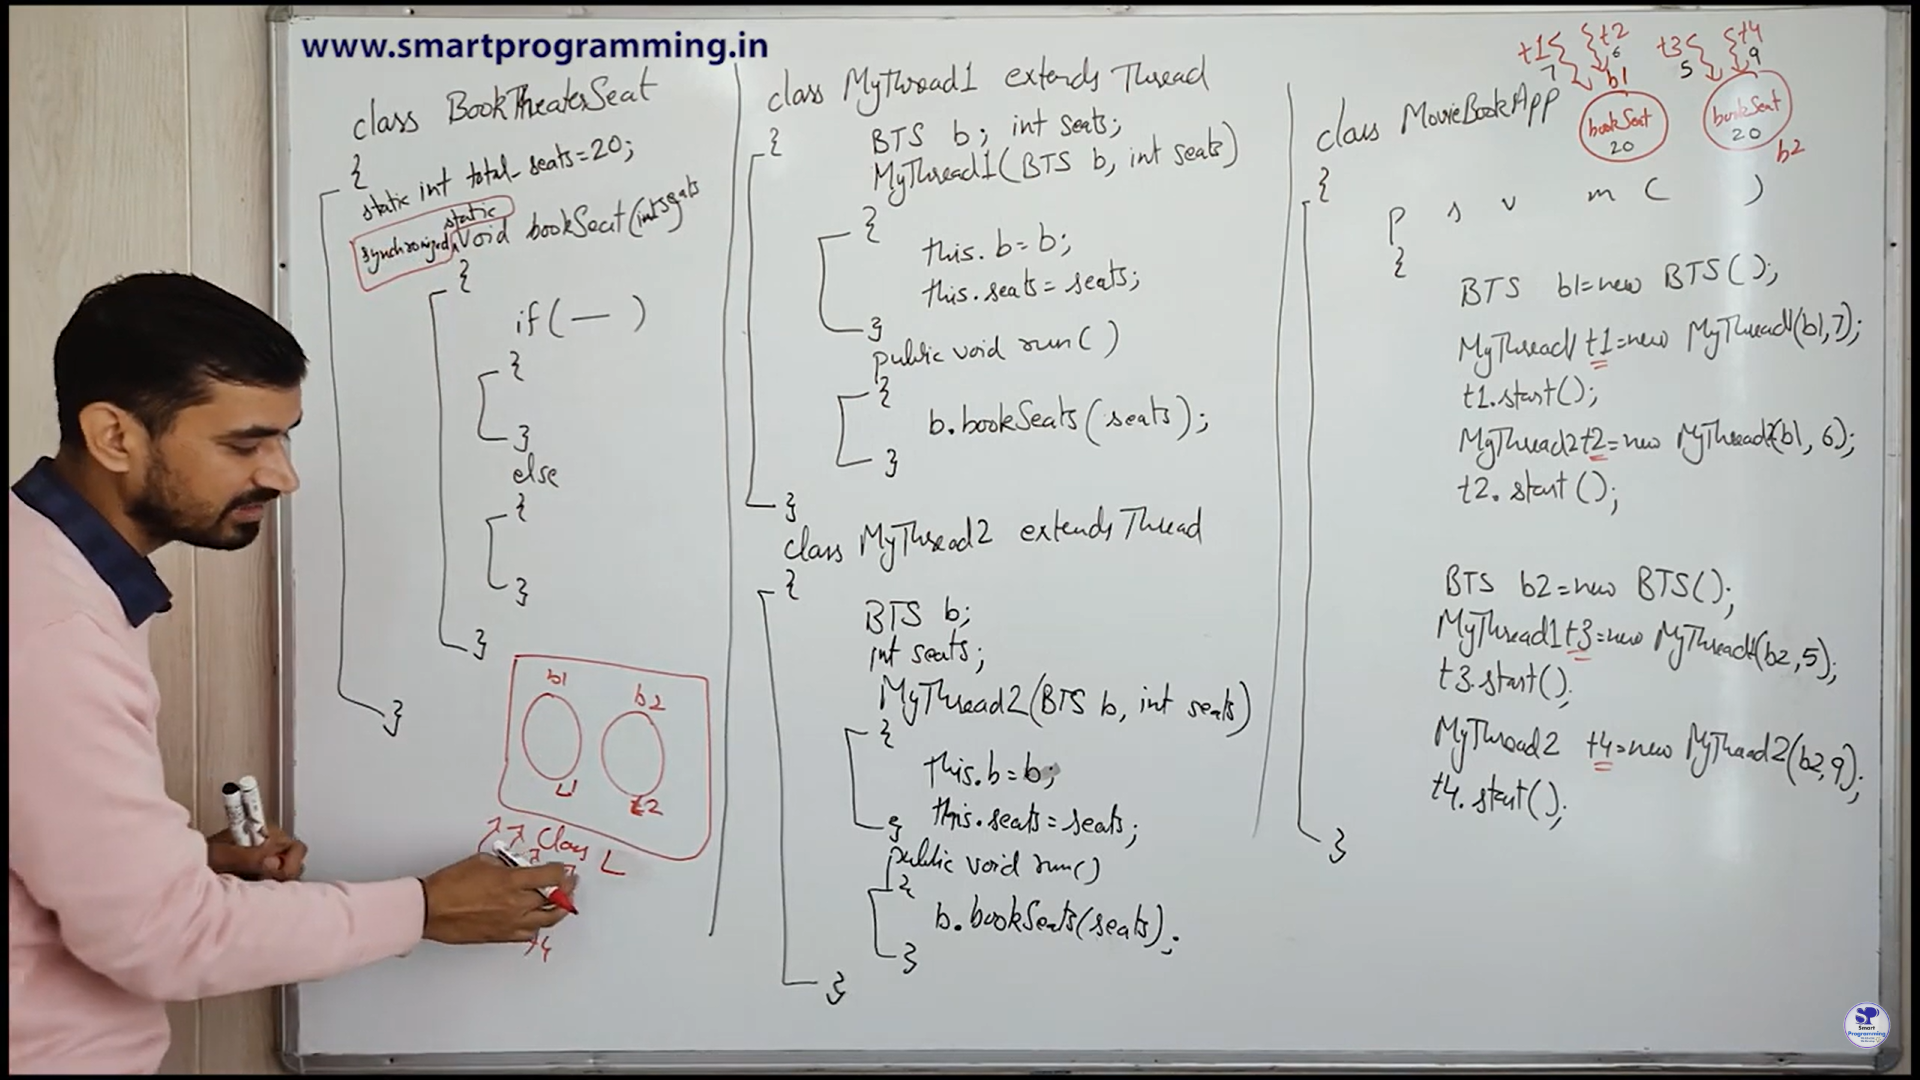 www.smartprogramming.in
class BookTheaterSeat
{
static int total_seats=20;
static
synchronized void bookSeat(int seats)
{
if( — )
{
}
else
{
}
}
}
b1
b2
L1
L2
Class L
t4
class MyThread1 extends Thread
{
BTS b; int seats;
MyThread1(BTS b, int seats)
{
this.b=b;
this.seats=seats;
}
public void run()
{
b.bookSeats(seats);
}
}
class MyThread2 extends Thread
{
BTS b;
int seats;
MyThread2(BTS b, int seats)
{
this.b=b;
this.seats=seats;
}
public void run()
{
b.bookSeats(seats);
}
}
t1 t2 t3 t4
7 6 5 9
b1
bookSeat
20
bookSeat
20
b2
class MovieBookApp
{
p s v m ( )
{
BTS b1=new BTS();
MyThread1 t1=new MyThread1(b1,7);
t1.start();
MyThread2 t2=new MyThread2(b1, 6);
t2.start();
BTS b2=new BTS();
MyThread1 t3=new MyThread1(b2,5);
t3.start();
MyThread2 t4=new MyThread2(b2,9);
t4.start();
}
SP
Smart
Programming